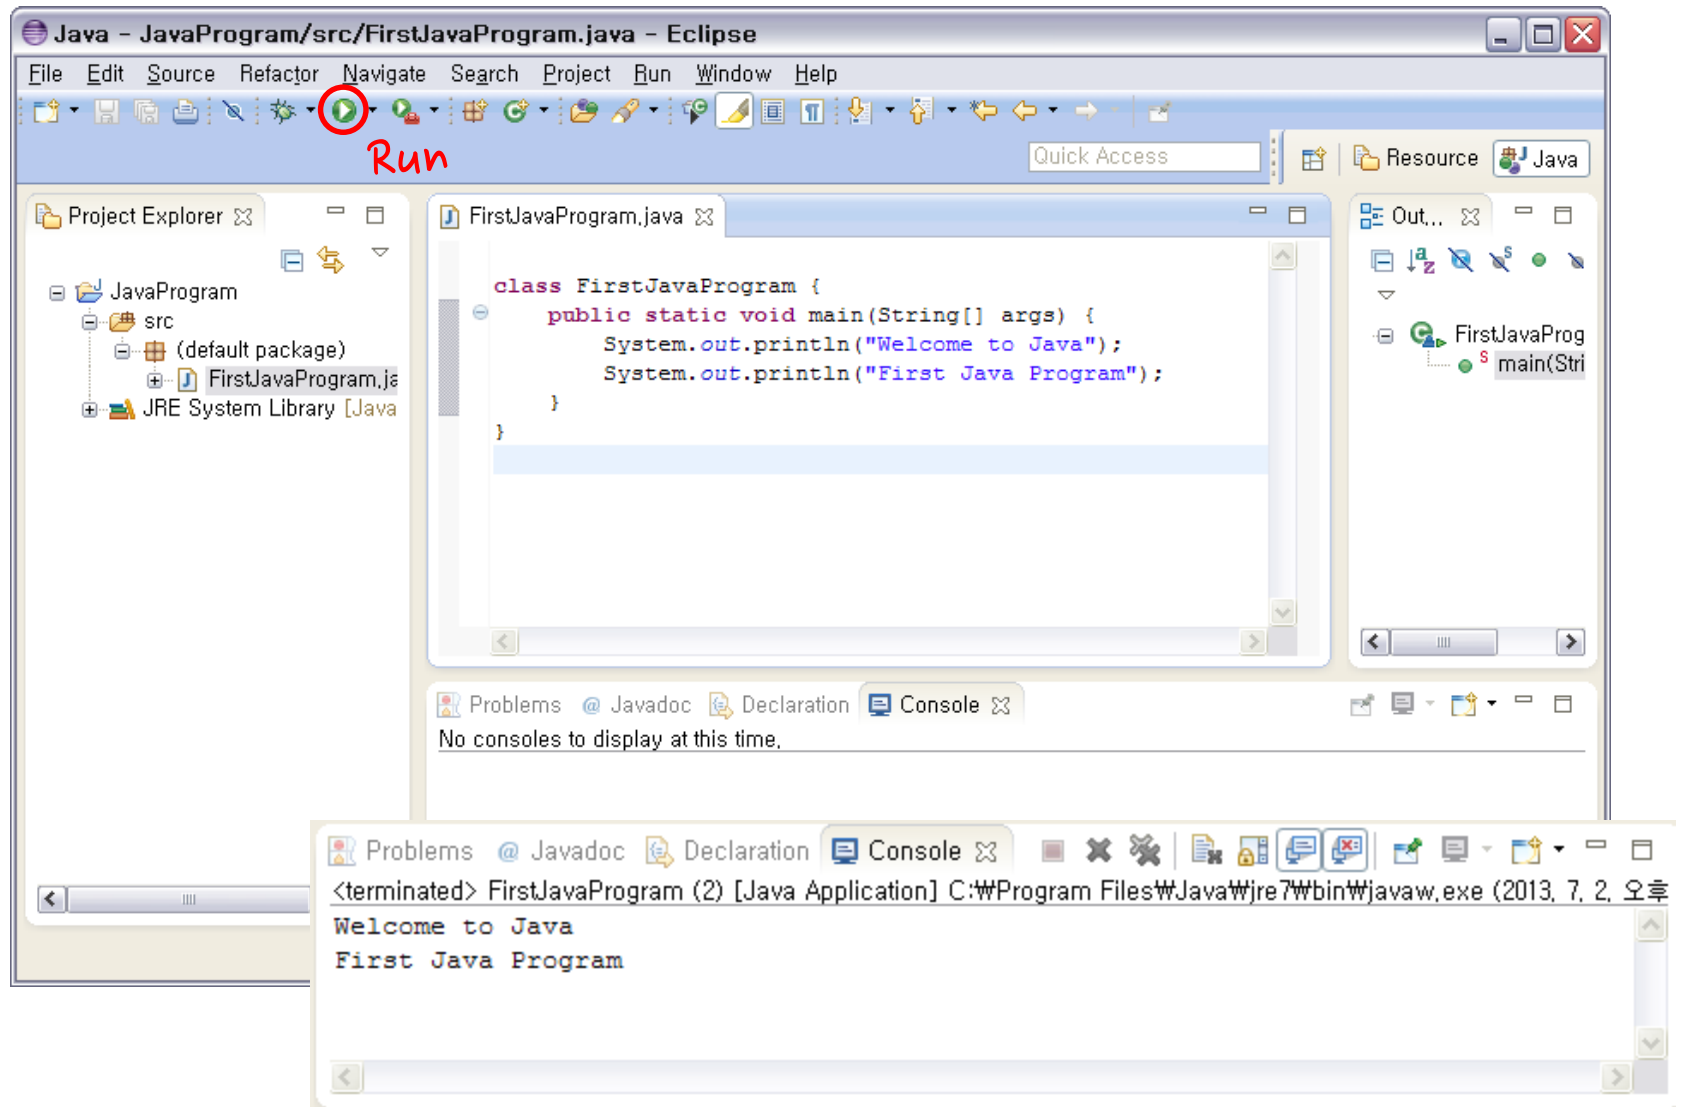 Java - JavaProgram/src/FirstJavaProgram.java - Eclipse
File Edit Source Refactor Navigate Search Project Run Window Help
Run
Quick Access
Resource
Java
Project Explorer
JavaProgram
src
(default package)
FirstJavaProgram.ja
JRE System Library [Java
FirstJavaProgram.java
class FirstJavaProgram {
public static void main(String[] args) {
System.out.println("Welcome to Java");
System.out.println("First Java Program");
}
}
Out...
FirstJavaProg
main(Stri
Problems @ Javadoc Declaration Console
No consoles to display at this time.
Problems @ Javadoc Declaration Console
<terminated> FirstJavaProgram (2) [Java Application] C:₩Program Files₩Java₩jre7₩bin₩javaw.exe (2013. 7. 2. 오후
Welcome to Java
First Java Program